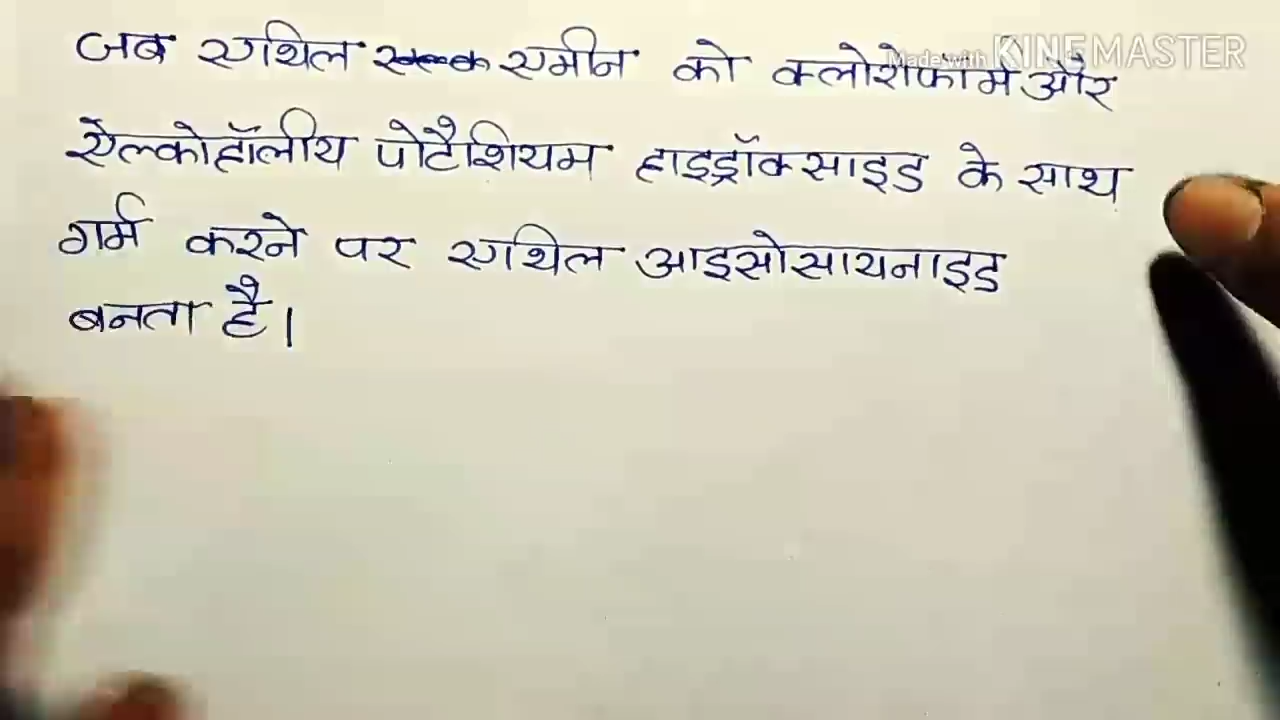 जब एथिल एमीन को क्लोरोफॉर्म और
ऐल्कोहॉलीय पोटैशियम हाइड्रॉक्साइड के साथ
गर्म करने पर एथिल आइसोसायनाइड
बनता है।
Made with KINEMASTER